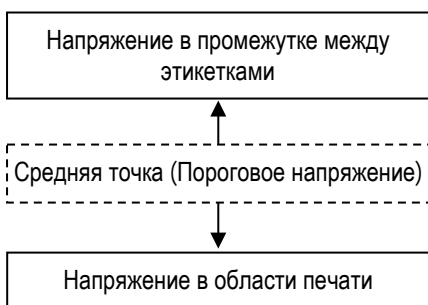 Напряжение в промежутке между
этикетками
Средняя точка (Пороговое напряжение)
Напряжение в области печати